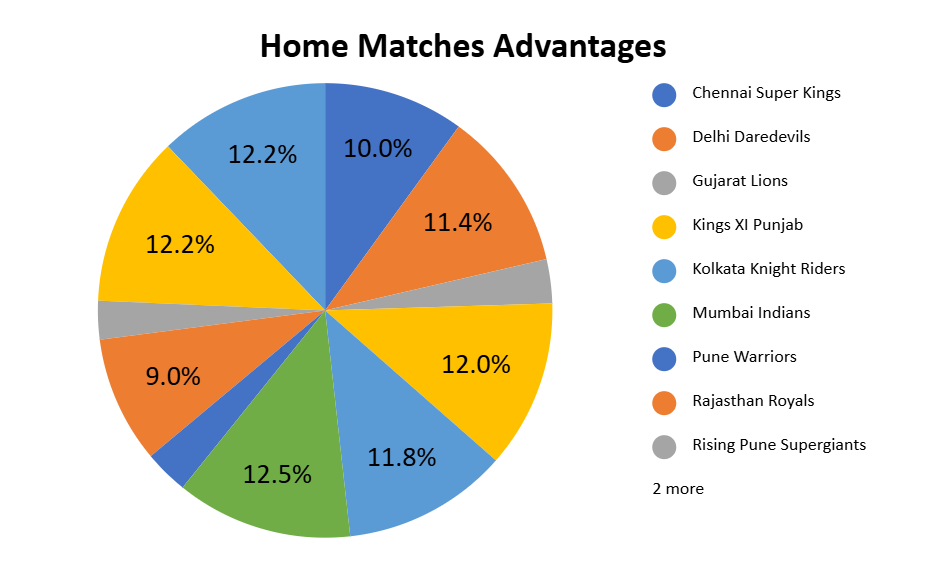 Home Matches Advantages
12.2%
10.0%
11.4%
12.2%
12.0%
9.0%
11.8%
12.5%
Chennai Super Kings
Delhi Daredevils
Gujarat Lions
Kings XI Punjab
Kolkata Knight Riders
Mumbai Indians
Pune Warriors
Rajasthan Royals
Rising Pune Supergiants
2 more